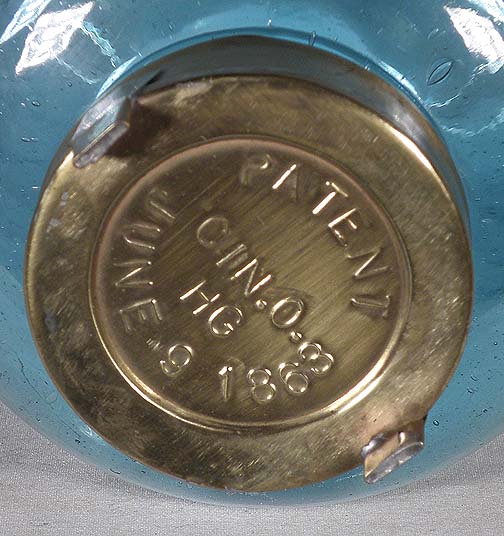 PATENT
JUNE 9 1868
CIN.O.
HG